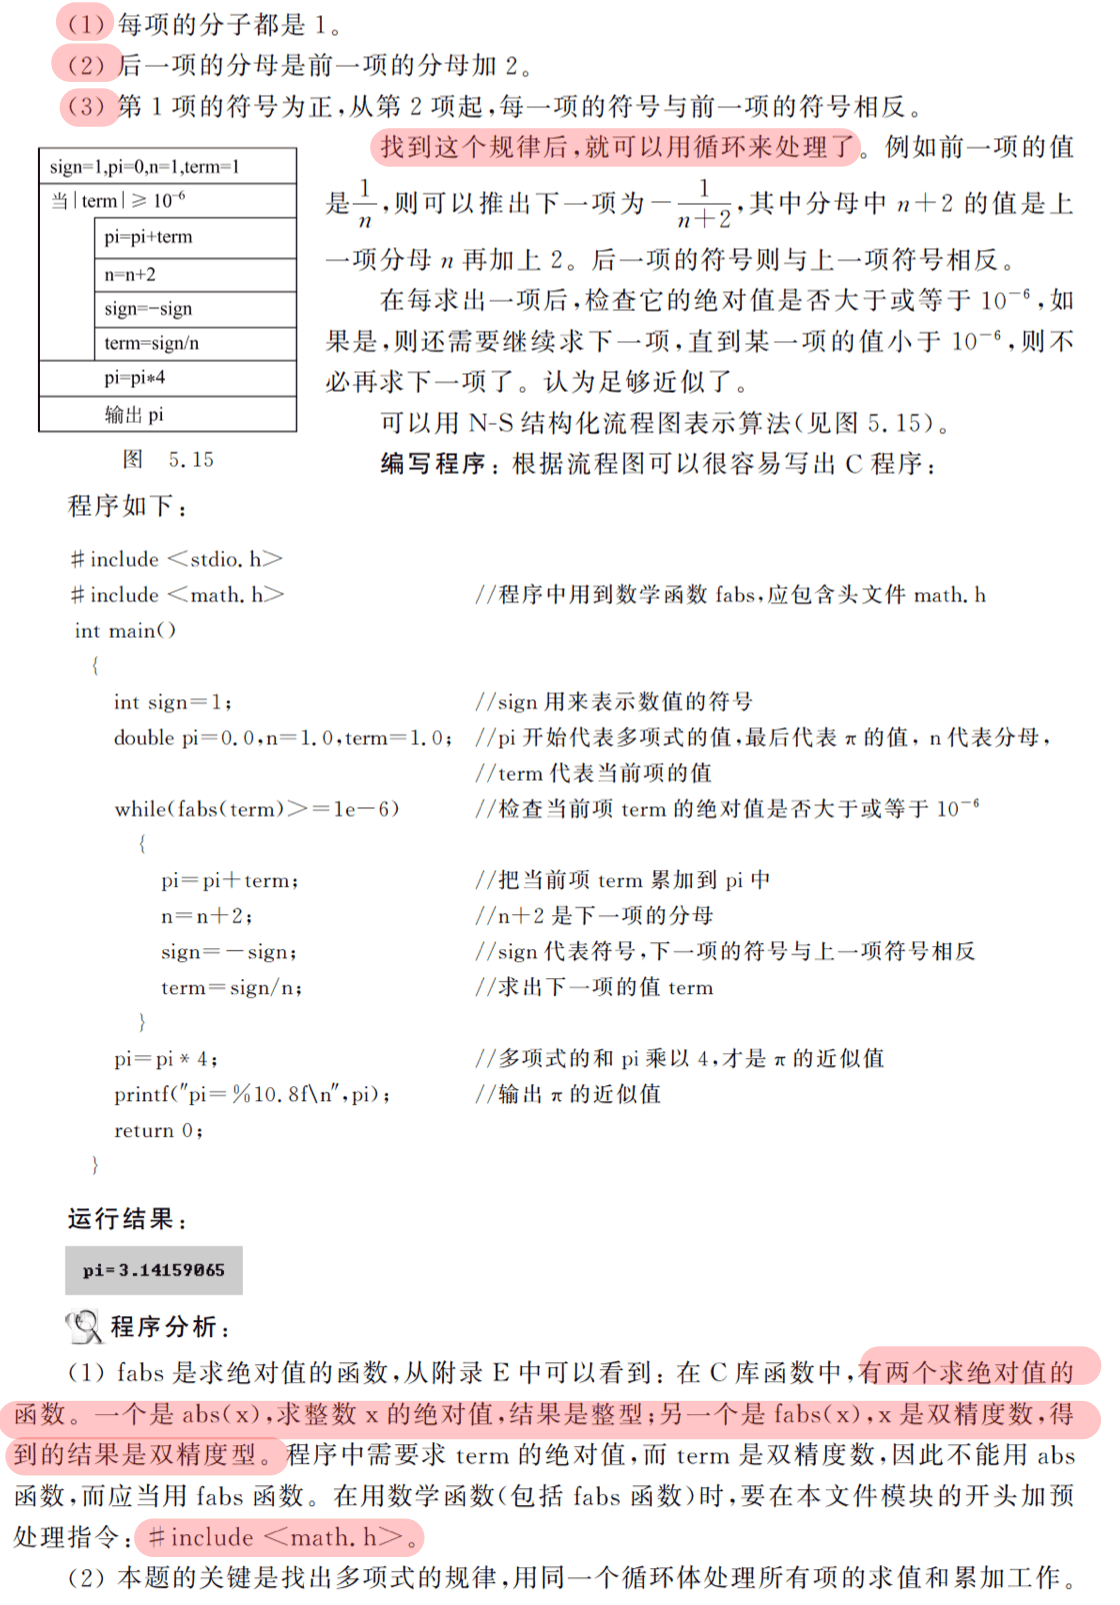 (1) 每项的分子都是 1。
(2) 后一项的分母是前一项的分母加 2。
(3) 第 1 项的符号为正,从第 2 项起,每一项的符号与前一项的符号相反。
找到这个规律后,就可以用循环来处理了。例如前一项的值
是1/n,则可以推出下一项为−1/(n+2),其中分母中 n+2 的值是上
一项分母 n 再加上 2。后一项的符号则与上一项符号相反。
在每求出一项后,检查它的绝对值是否大于或等于 10⁻⁶,如
果是,则还需要继续求下一项,直到某一项的值小于 10⁻⁶,则不
必再求下一项了。认为足够近似了。
可以用 N-S 结构化流程图表示算法(见图 5.15)。
编写程序:根据流程图可以很容易写出 C 程序:
sign=1,pi=0,n=1,term=1
当|term|≥10⁻⁶
pi=pi+term
n=n+2
sign=−sign
term=sign/n
pi=pi*4
输出 pi
图 5.15
程序如下:
#include <stdio.h>
#include <math.h> //程序中用到数学函数 fabs,应包含头文件 math.h
int main()
{
int sign=1; //sign 用来表示数值的符号
double pi=0.0,n=1.0,term=1.0; //pi 开始代表多项式的值,最后代表 π 的值, n 代表分母,
//term 代表当前项的值
while(fabs(term)>=1e−6) //检查当前项 term 的绝对值是否大于或等于 10⁻⁶
{
pi=pi+term; //把当前项 term 累加到 pi 中
n=n+2; //n+2 是下一项的分母
sign=−sign; //sign 代表符号,下一项的符号与上一项符号相反
term=sign/n; //求出下一项的值 term
}
pi=pi * 4; //多项式的和 pi 乘以 4,才是 π 的近似值
printf("pi=%10.8f\n",pi); //输出 π 的近似值
return 0;
}
运行结果:
pi=3.14159065
程序分析:
(1) fabs 是求绝对值的函数,从附录 E 中可以看到:在 C 库函数中,有两个求绝对值的
函数。一个是 abs(x),求整数 x 的绝对值,结果是整型;另一个是 fabs(x),x 是双精度数,得
到的结果是双精度型。程序中需要求 term 的绝对值,而 term 是双精度数,因此不能用 abs
函数,而应当用 fabs 函数。在用数学函数(包括 fabs 函数)时,要在本文件模块的开头加预
处理指令:#include <math.h>。
(2) 本题的关键是找出多项式的规律,用同一个循环体处理所有项的求值和累加工作。